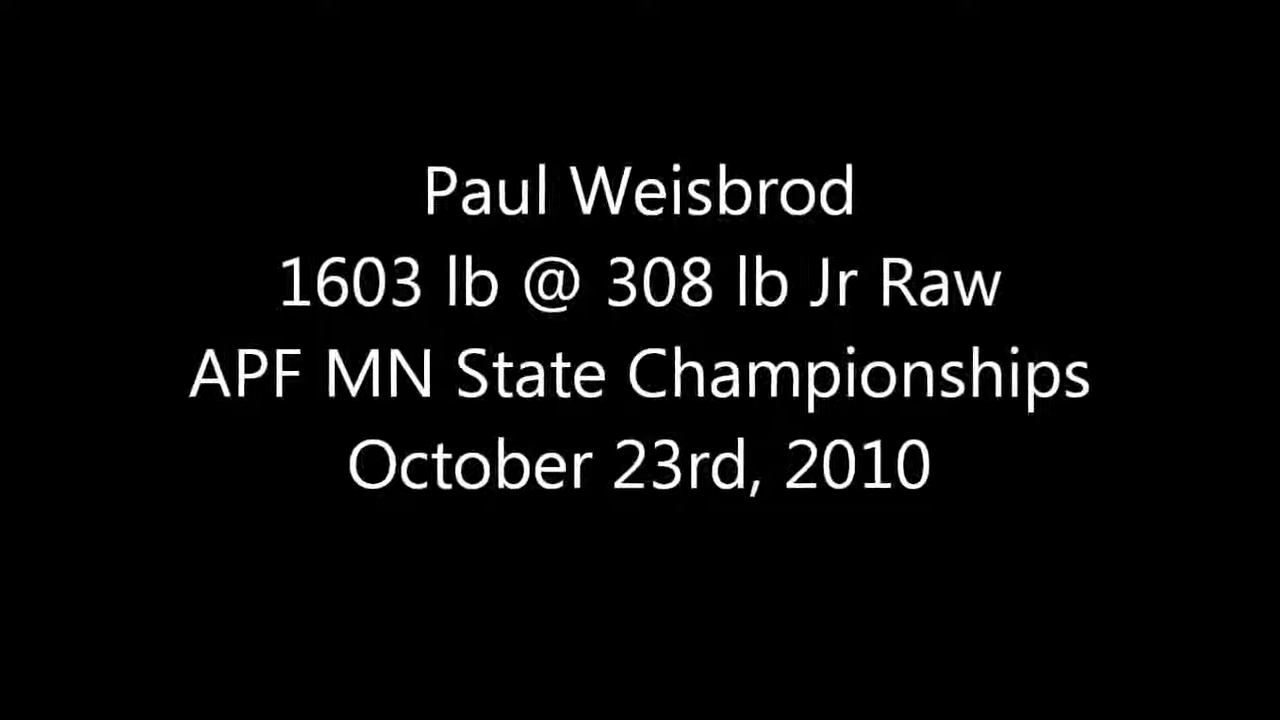 Paul Weisbrod
1603 lb @ 308 lb Jr Raw
APF MN State Championships
October 23rd, 2010